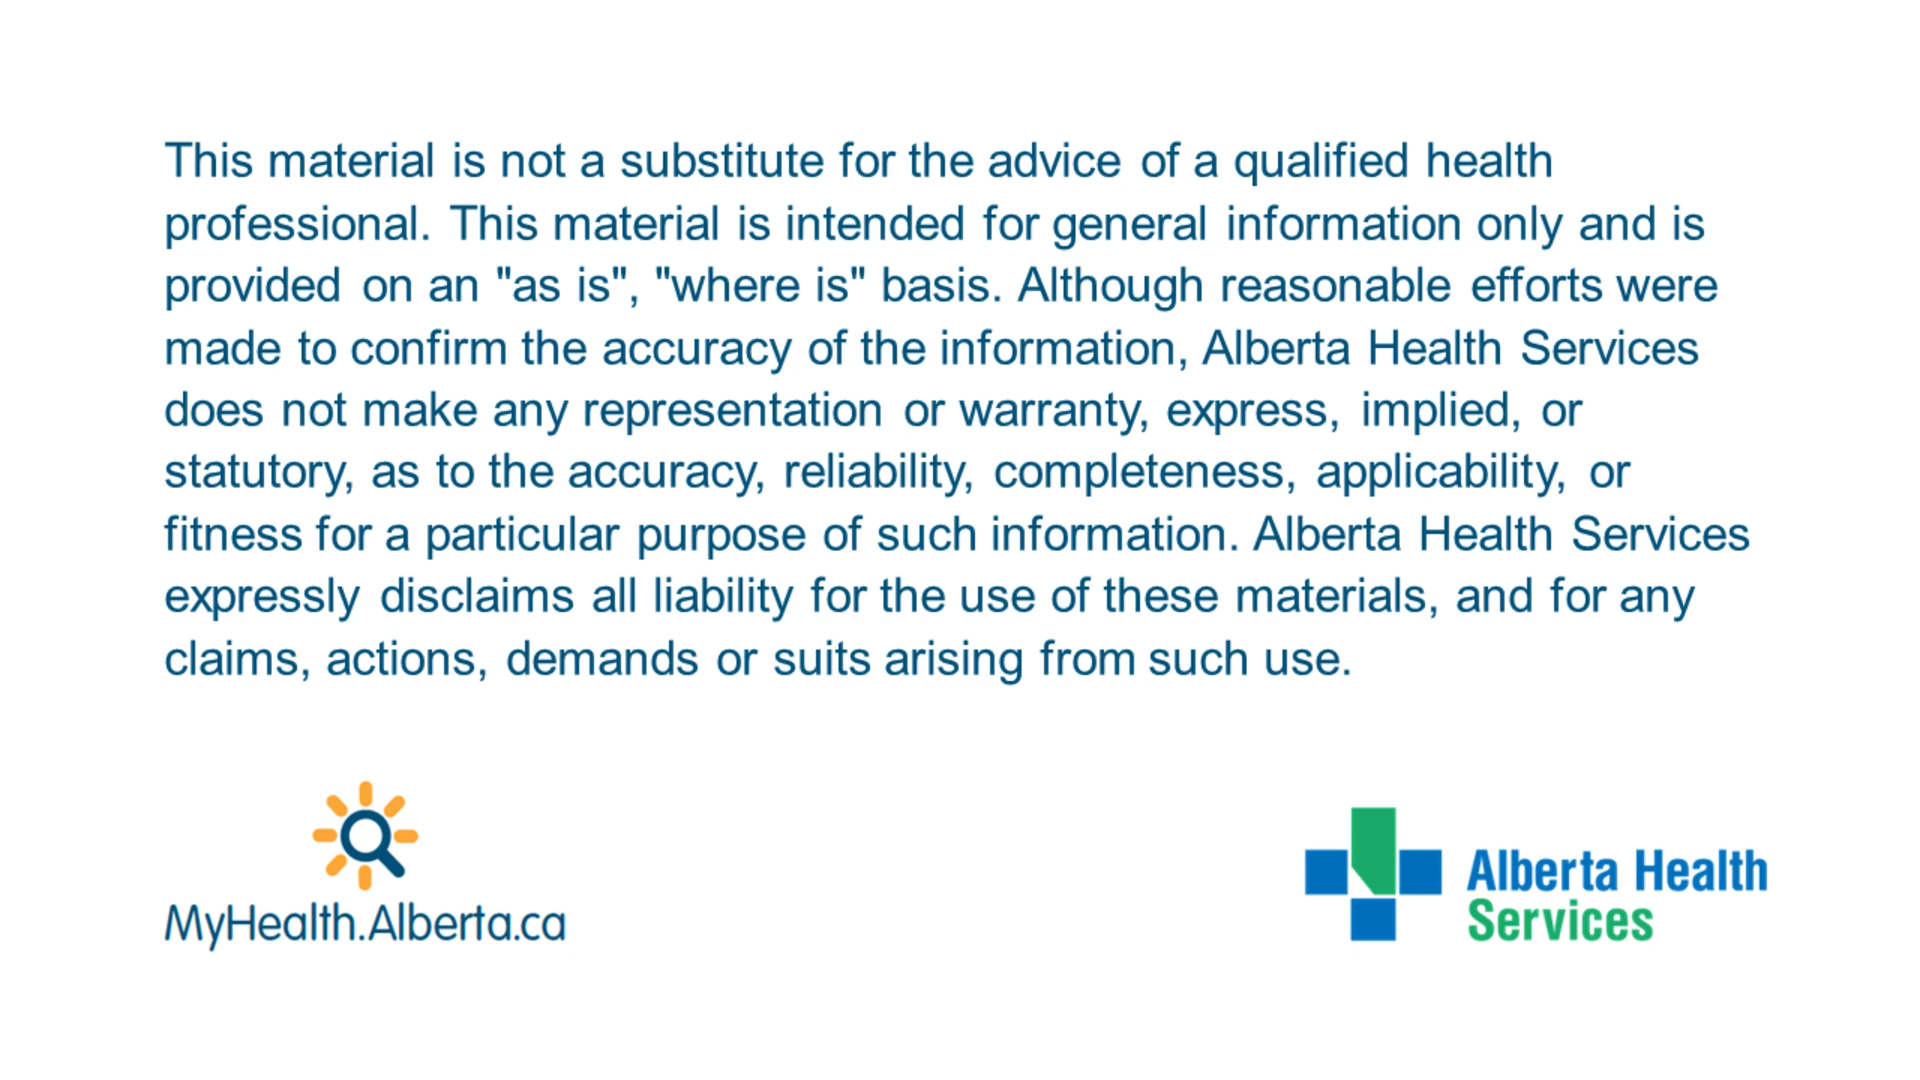 This material is not a substitute for the advice of a qualified health
professional. This material is intended for general information only and is
provided on an "as is", "where is" basis. Although reasonable efforts were
made to confirm the accuracy of the information, Alberta Health Services
does not make any representation or warranty, express, implied, or
statutory, as to the accuracy, reliability, completeness, applicability, or
fitness for a particular purpose of such information. Alberta Health Services
expressly disclaims all liability for the use of these materials, and for any
claims, actions, demands or suits arising from such use.
MyHealth.Alberta.ca
Alberta Health
Services